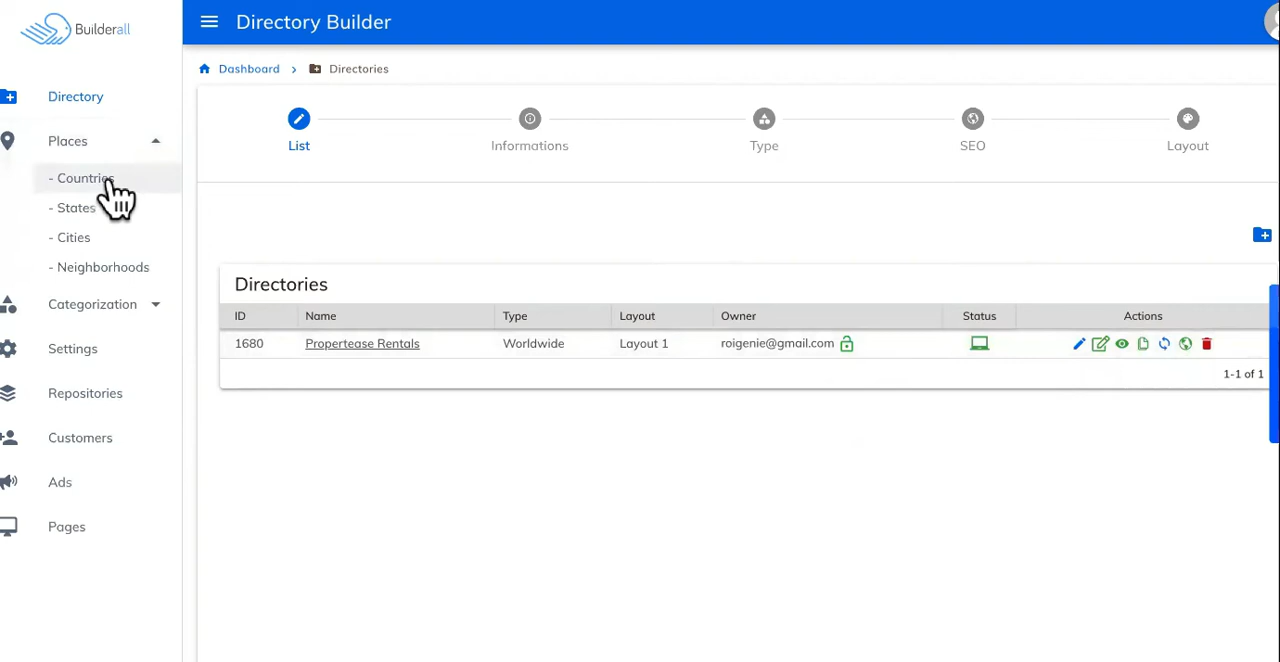 Builderall
Directory Builder
Dashboard > Directories
Directory
Places
- Countries
- States
- Cities
- Neighborhoods
Categorization
Settings
Repositories
Customers
Ads
Pages
List
Informations
Type
SEO
Layout
Directories
ID Name Type Layout Owner Status Actions
1680 Propertease Rentals Worldwide Layout 1 roigenie@gmail.com
1-1 of 1